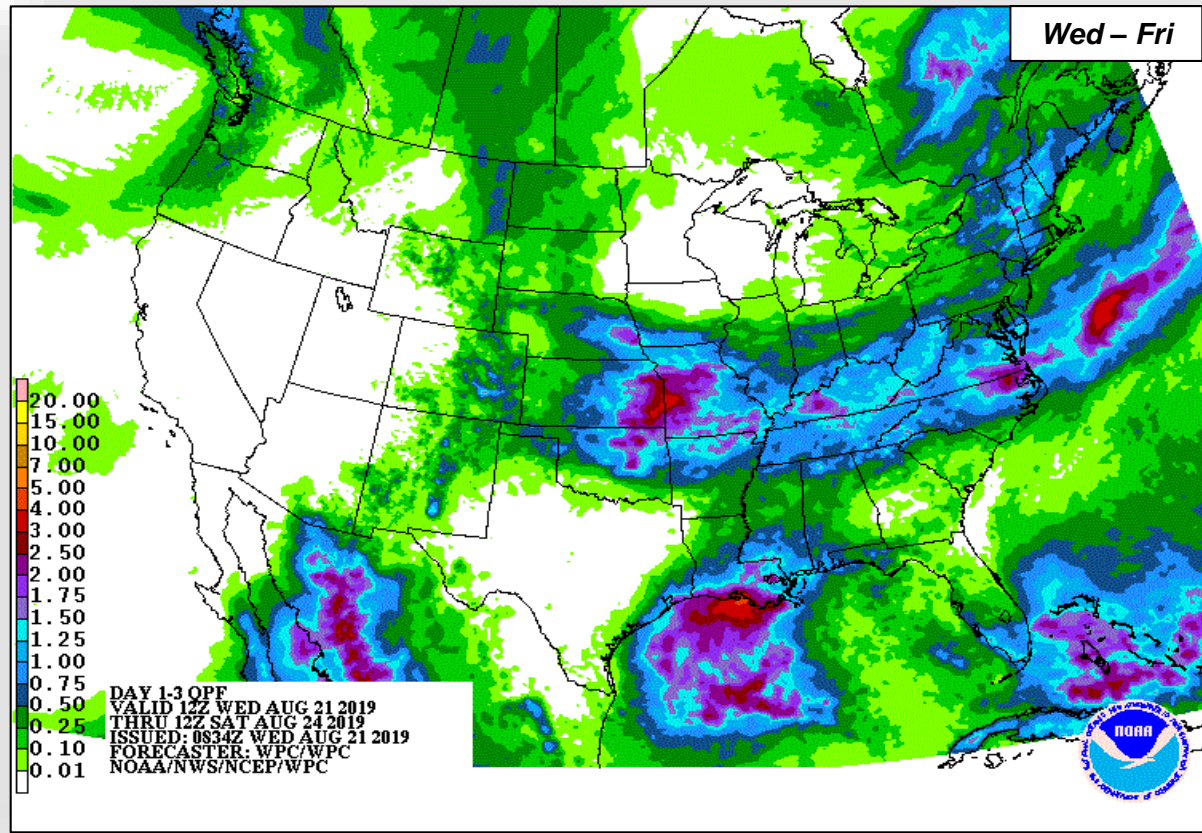 Wed – Fri
20.00
15.00
10.00
7.00
5.00
4.00
3.00
2.50
2.00
1.75
1.50
1.25
1.00
0.75
0.50
0.25
0.10
0.01
DAY 1-3 QPF
VALID 12Z WED AUG 21 2019
THRU 12Z SAT AUG 24 2019
ISSUED: 0834Z WED AUG 21 2019
FORECASTER: WPC/WPC
NOAA/NWS/NCEP/WPC
NOAA